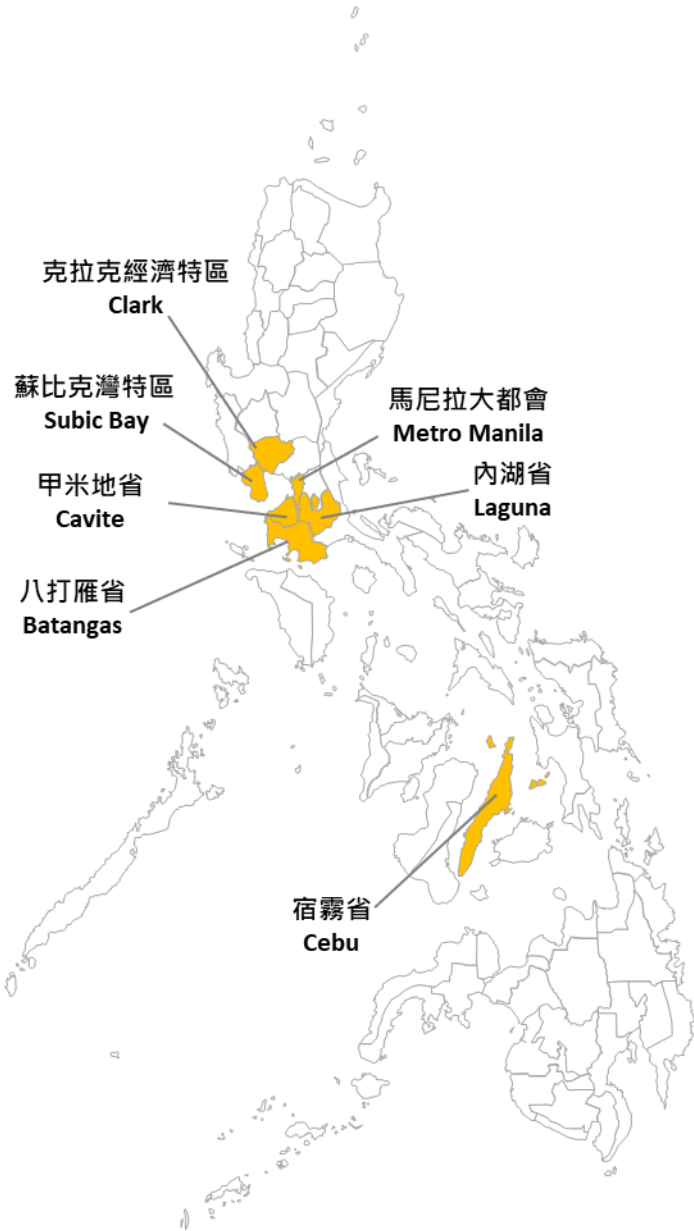 克拉克經濟特區
Clark
蘇比克灣特區
Subic Bay
馬尼拉大都會
Metro Manila
甲米地省
Cavite
內湖省
Laguna
八打雁省
Batangas
宿霧省
Cebu